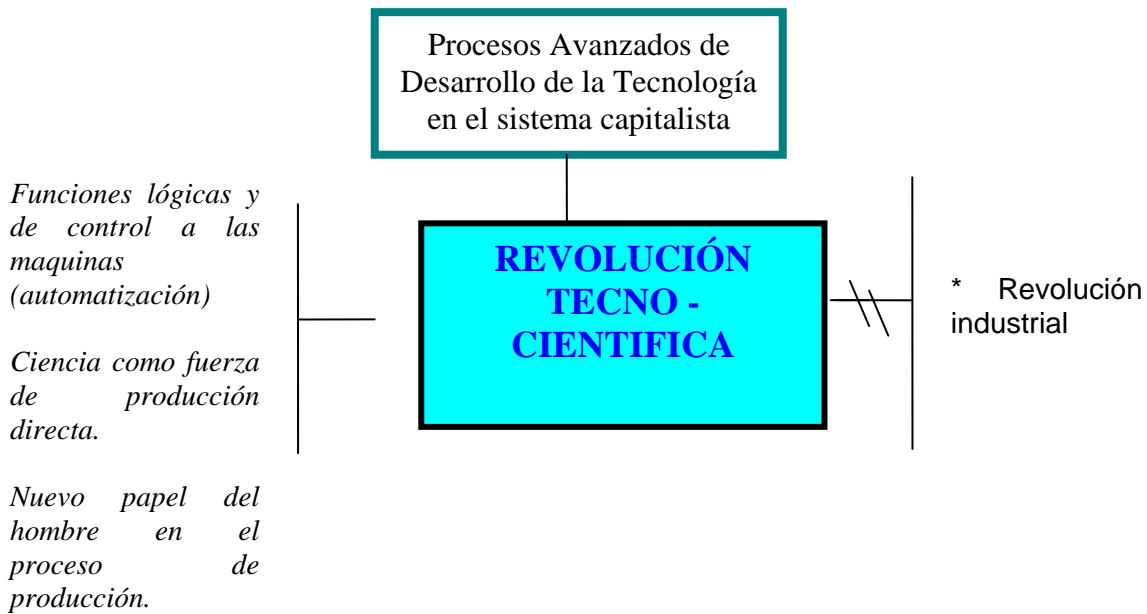 Procesos Avanzados de
Desarrollo de la Tecnología
en el sistema capitalista
Funciones lógicas y
de control a las
maquinas
(automatización)
Ciencia como fuerza
de producción
directa.
Nuevo papel del
hombre en el
proceso de
producción.
REVOLUCIÓN
TECNO -
CIENTIFICA
* Revolución
industrial